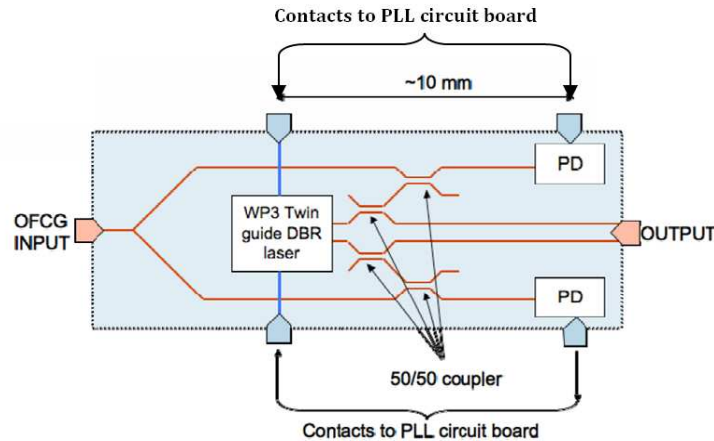 Contacts to PLL circuit board
~10 mm
PD
WP3 Twin
guide DBR
laser
OFCG
INPUT
OUTPUT
PD
50/50 coupler
Contacts to PLL circuit board